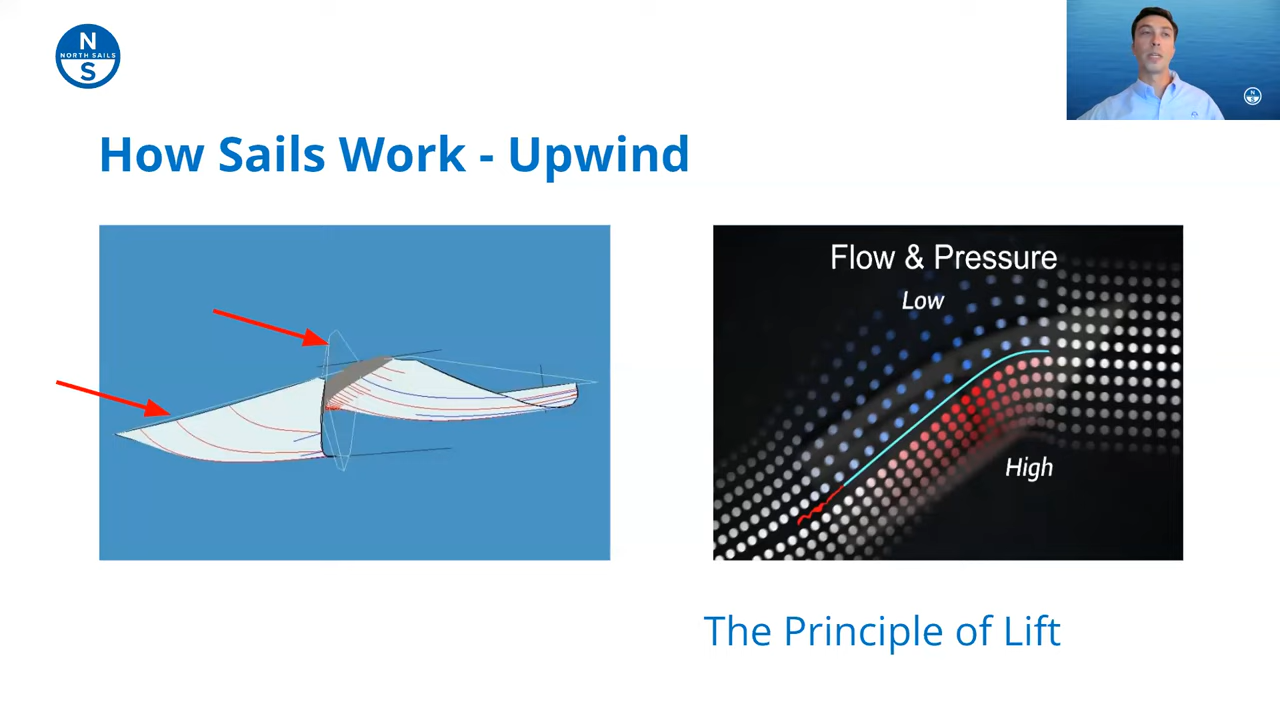 N
NORTH SAILS
S
How Sails Work - Upwind
Flow & Pressure
Low
High
The Principle of Lift